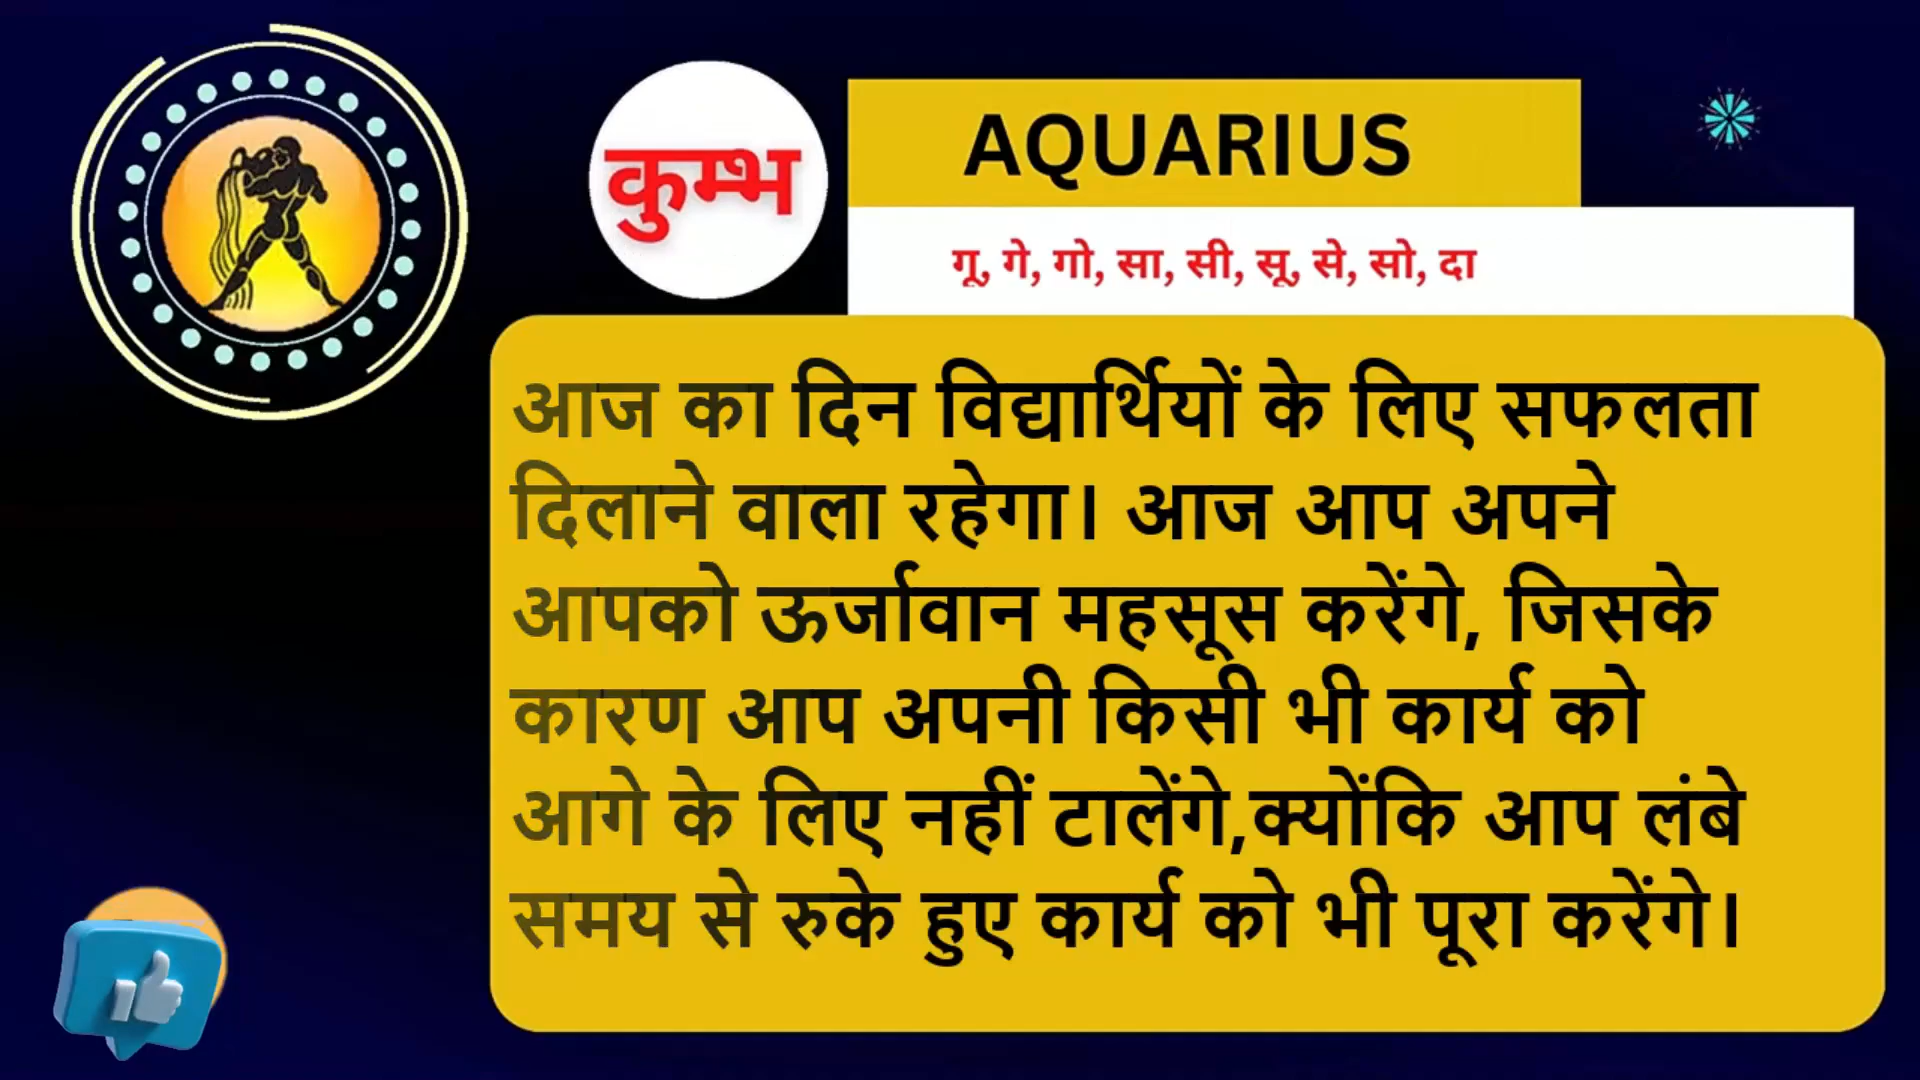 कुम्भ
AQUARIUS
गू, गे, गो, सा, सी, सू, से, सो, दा
आज का दिन विद्यार्थियों के लिए सफलता
दिलाने वाला रहेगा। आज आप अपने
आपको ऊर्जावान महसूस करेंगे, जिसके
कारण आप अपनी किसी भी कार्य को
आगे के लिए नहीं टालेंगे,क्योंकि आप लंबे
समय से रुके हुए कार्य को भी पूरा करेंगे।